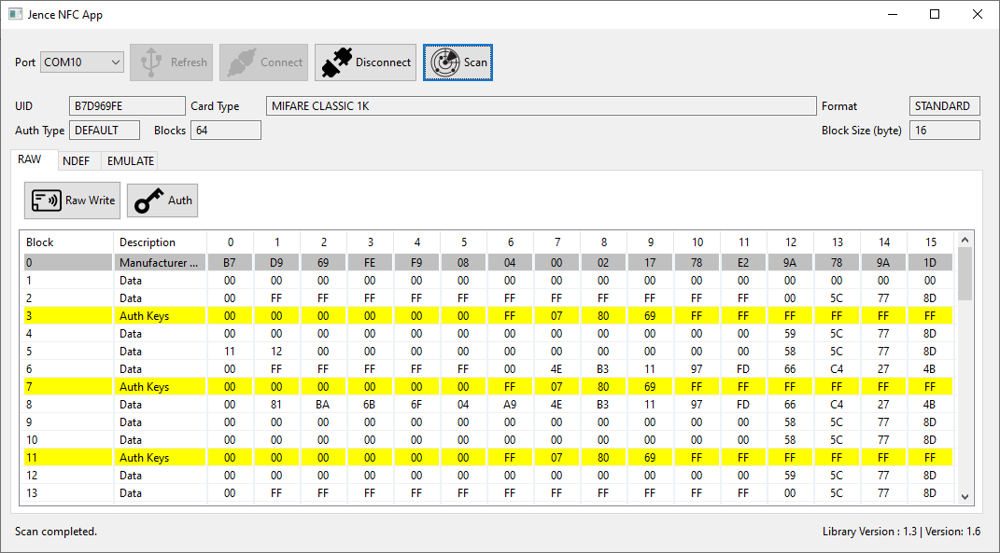 Jence NFC App
Port COM10 Refresh Connect Disconnect Scan
UID B7D969FE Card Type MIFARE CLASSIC 1K Format STANDARD
Auth Type DEFAULT Blocks 64 Block Size (byte) 16
RAW NDEF EMULATE
Raw Write Auth
Block Description 0 1 2 3 4 5 6 7 8 9 10 11 12 13 14 15
0 Manufacturer ... B7 D9 69 FE F9 08 04 00 02 17 78 E2 9A 78 9A 1D
1 Data 00 00 00 00 00 00 00 00 00 00 00 00 00 00 00 00
2 Data 00 FF FF FF FF FF FF FF FF FF FF FF 00 5C 77 8D
3 Auth Keys 00 00 00 00 00 00 FF 07 80 69 FF FF FF FF FF FF
4 Data 00 00 00 00 00 00 00 00 00 00 00 00 59 5C 77 8D
5 Data 11 12 00 00 00 00 00 00 00 00 00 00 58 5C 77 8D
6 Data 00 FF FF FF FF FF 00 4E B3 11 97 FD 66 C4 27 4B
7 Auth Keys 00 00 00 00 00 00 FF 07 80 69 FF FF FF FF FF FF
8 Data 00 81 BA 6B 6F 04 A9 4E B3 11 97 FD 66 C4 27 4B
9 Data 00 00 00 00 00 00 00 00 00 00 00 00 58 5C 77 8D
10 Data 00 00 00 00 00 00 00 00 00 00 00 00 58 5C 77 8D
11 Auth Keys 00 00 00 00 00 00 FF 07 80 69 FF FF FF FF FF FF
12 Data 00 00 00 00 00 00 00 00 00 00 00 00 59 5C 77 8D
13 Data 00 FF FF FF FF FF FF FF FF FF FF FF 00 5C 77 8D
Scan completed. Library Version : 1.3 | Version: 1.6